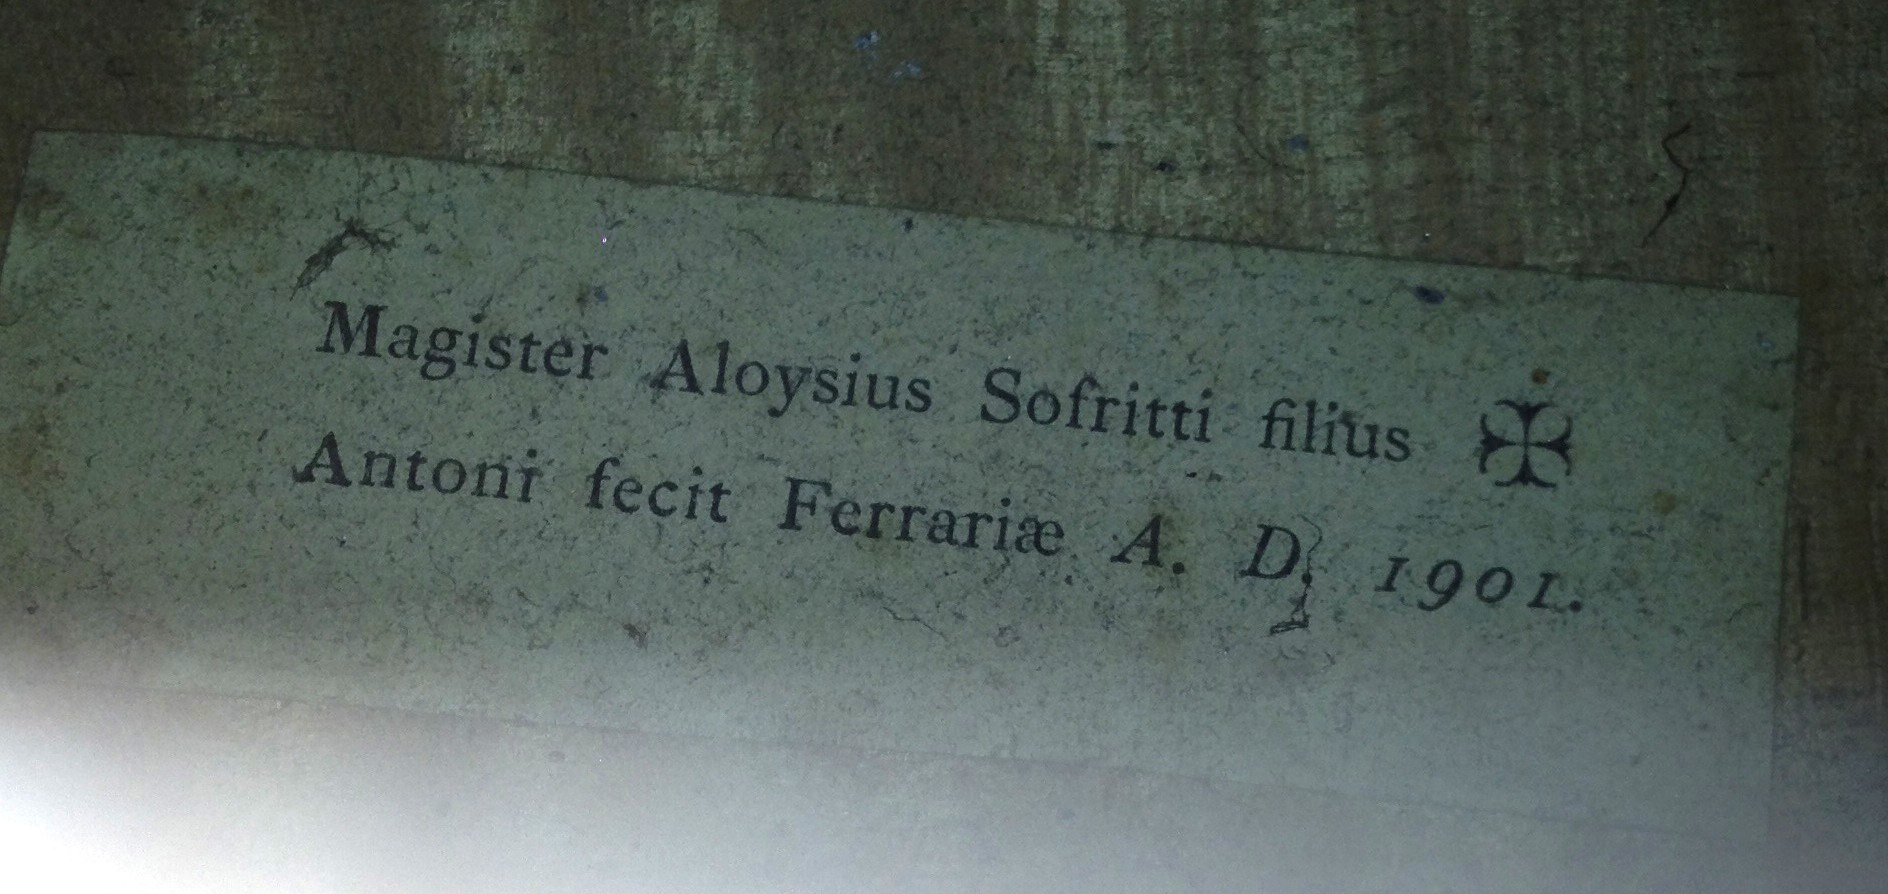 Magister Aloysius Sofritti filius ✠
Antoni fecit Ferrariæ A. D. 1901.